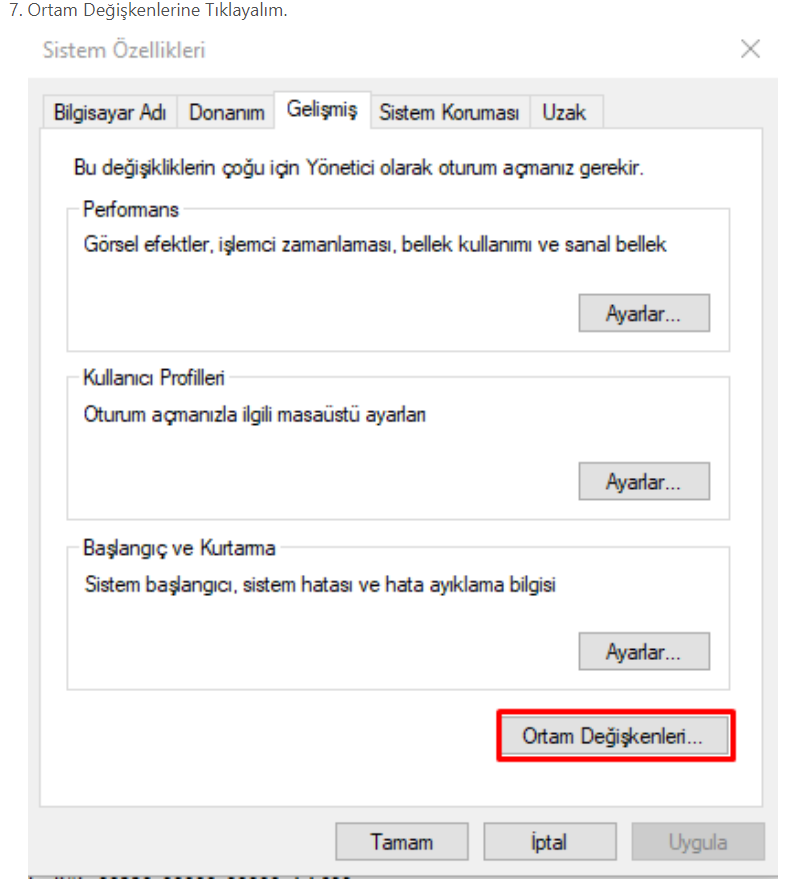 7. Ortam Değişkenlerine Tıklayalım.
Sistem Özellikleri
Bilgisayar Adı Donanım Gelişmiş Sistem Koruması Uzak
Bu değişikliklerin çoğu için Yönetici olarak oturum açmanız gerekir.
Performans
Görsel efektler, işlemci zamanlaması, bellek kullanımı ve sanal bellek
Ayarlar...
Kullanıcı Profilleri
Oturum açmanızla ilgili masaüstü ayarları
Ayarlar...
Başlangıç ve Kurtarma
Sistem başlangıcı, sistem hatası ve hata ayıklama bilgisi
Ayarlar...
Ortam Değişkenleri...
Tamam İptal Uygula